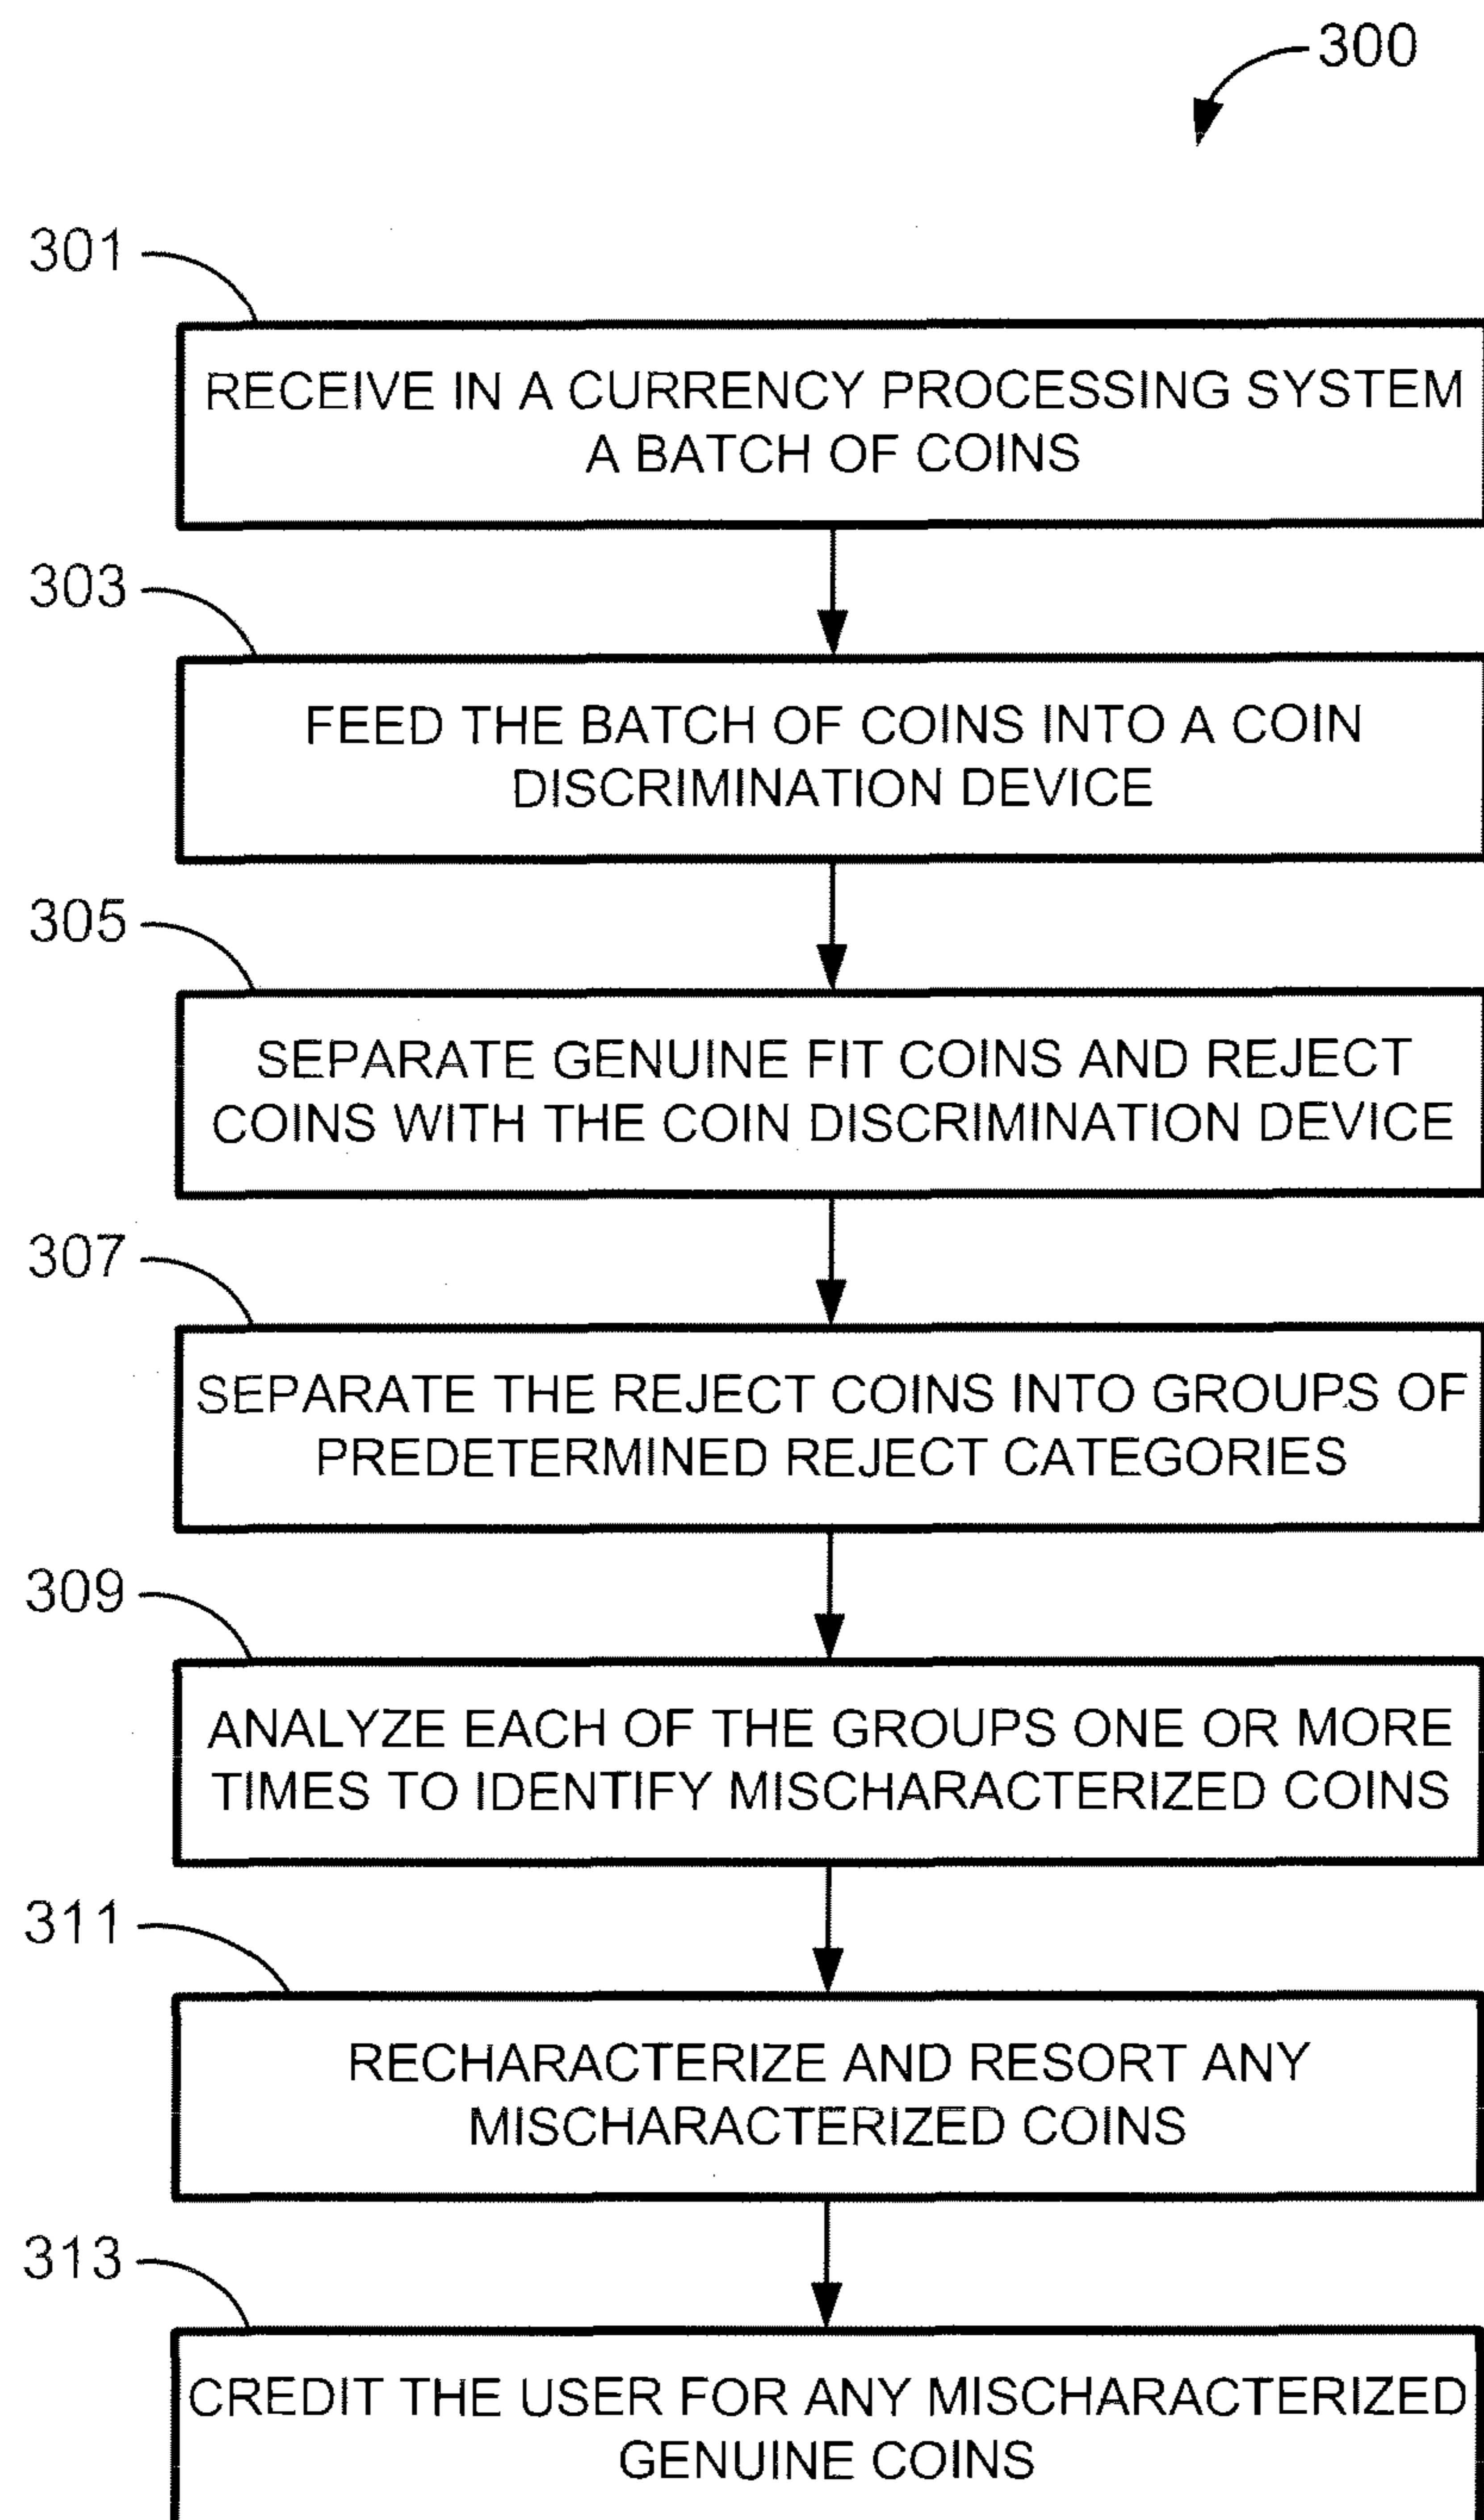 300
301
RECEIVE IN A CURRENCY PROCESSING SYSTEM
A BATCH OF COINS
303
FEED THE BATCH OF COINS INTO A COIN
DISCRIMINATION DEVICE
305
SEPARATE GENUINE FIT COINS AND REJECT
COINS WITH THE COIN DISCRIMINATION DEVICE
307
SEPARATE THE REJECT COINS INTO GROUPS OF
PREDETERMINED REJECT CATEGORIES
309
ANALYZE EACH OF THE GROUPS ONE OR MORE
TIMES TO IDENTIFY MISCHARACTERIZED COINS
311
RECHARACTERIZE AND RESORT ANY
MISCHARACTERIZED COINS
313
CREDIT THE USER FOR ANY MISCHARACTERIZED
GENUINE COINS